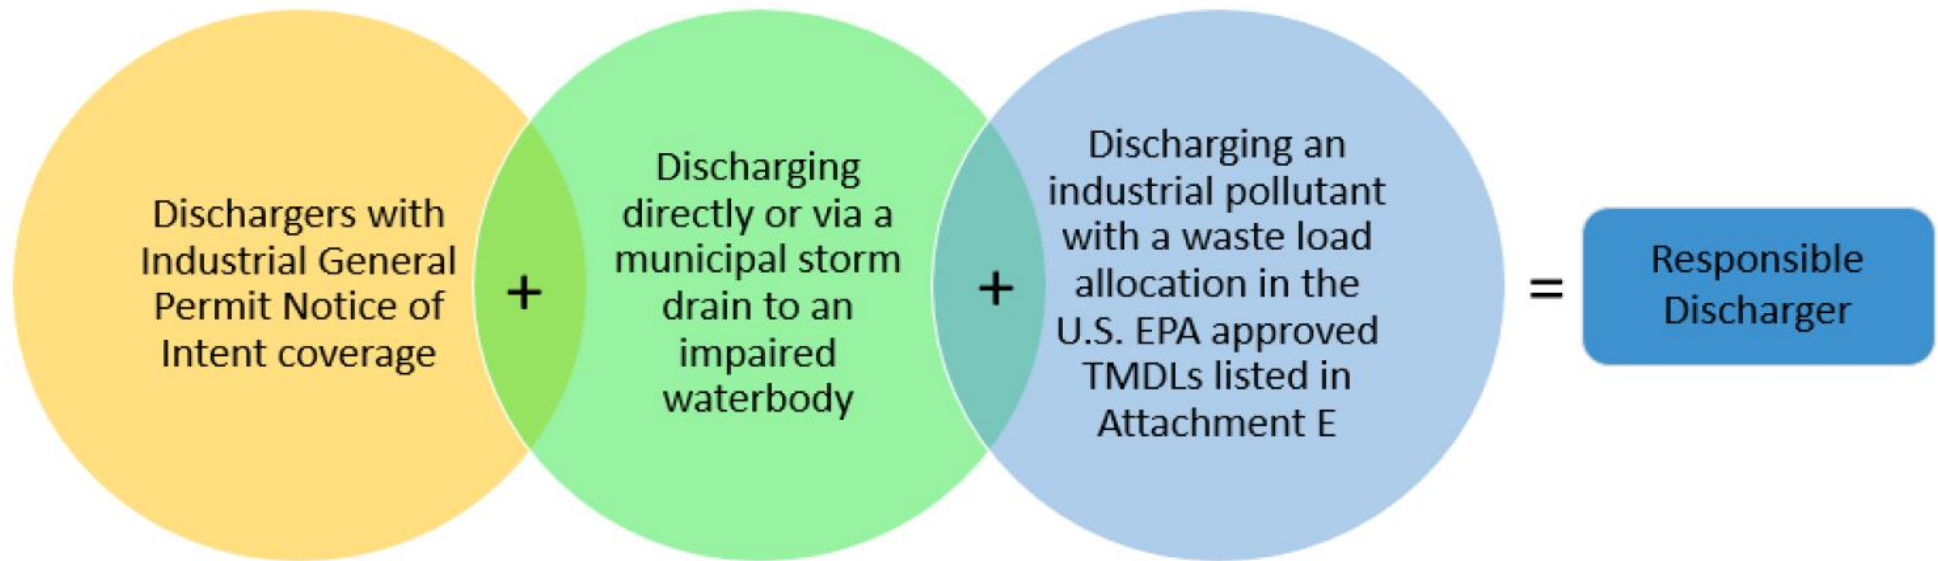 Dischargers with
Industrial General
Permit Notice of
Intent coverage
+
Discharging
directly or via a
municipal storm
drain to an
impaired
waterbody
+
Discharging an
industrial pollutant
with a waste load
allocation in the
U.S. EPA approved
TMDLs listed in
Attachment E
=
Responsible
Discharger